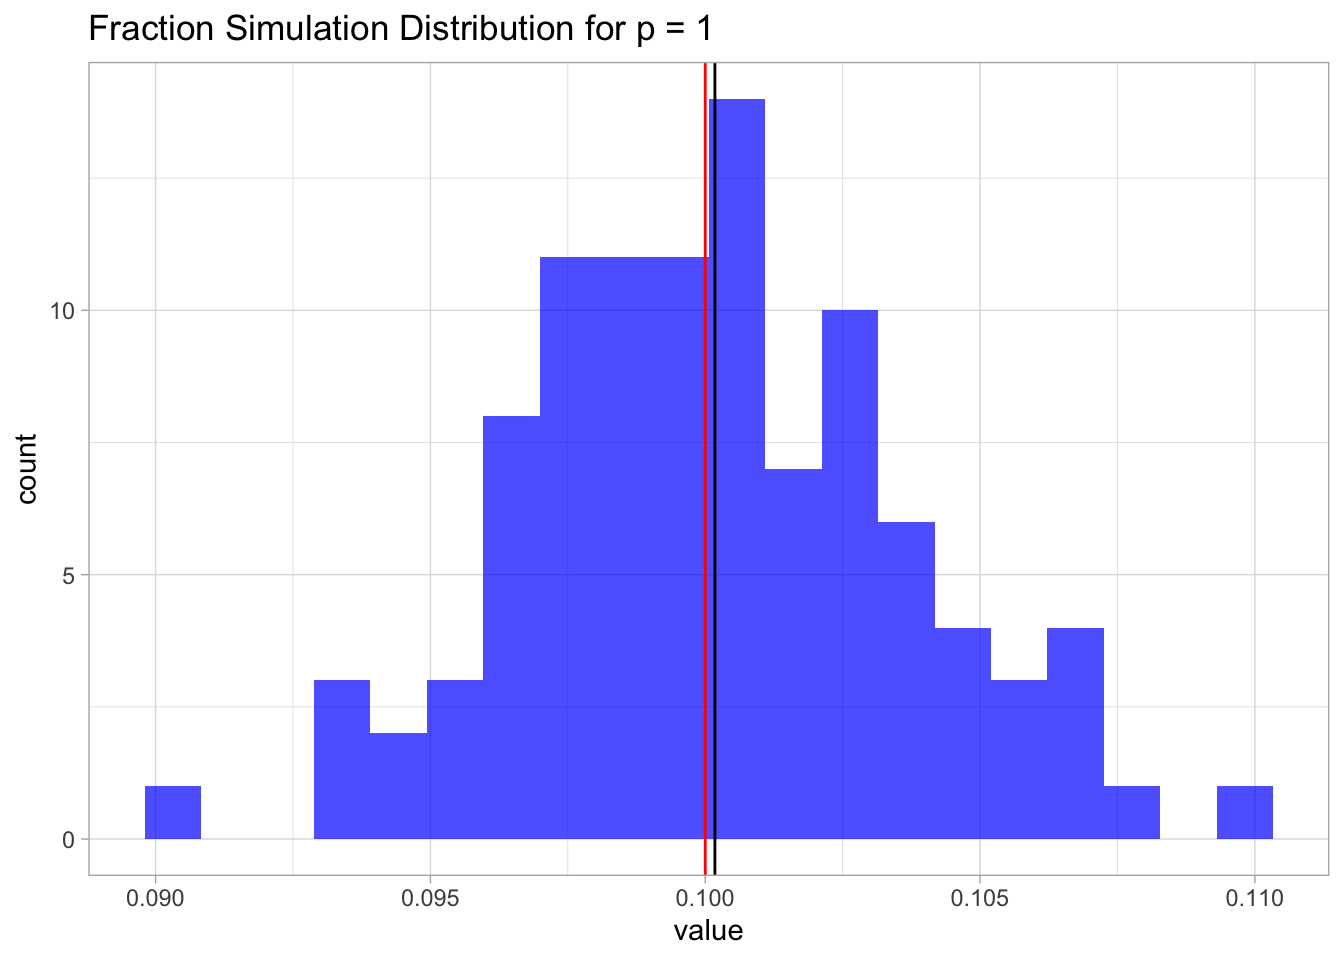 Fraction Simulation Distribution for p = 1
count
10
5
0
0.090 0.095 0.100 0.105 0.110
value